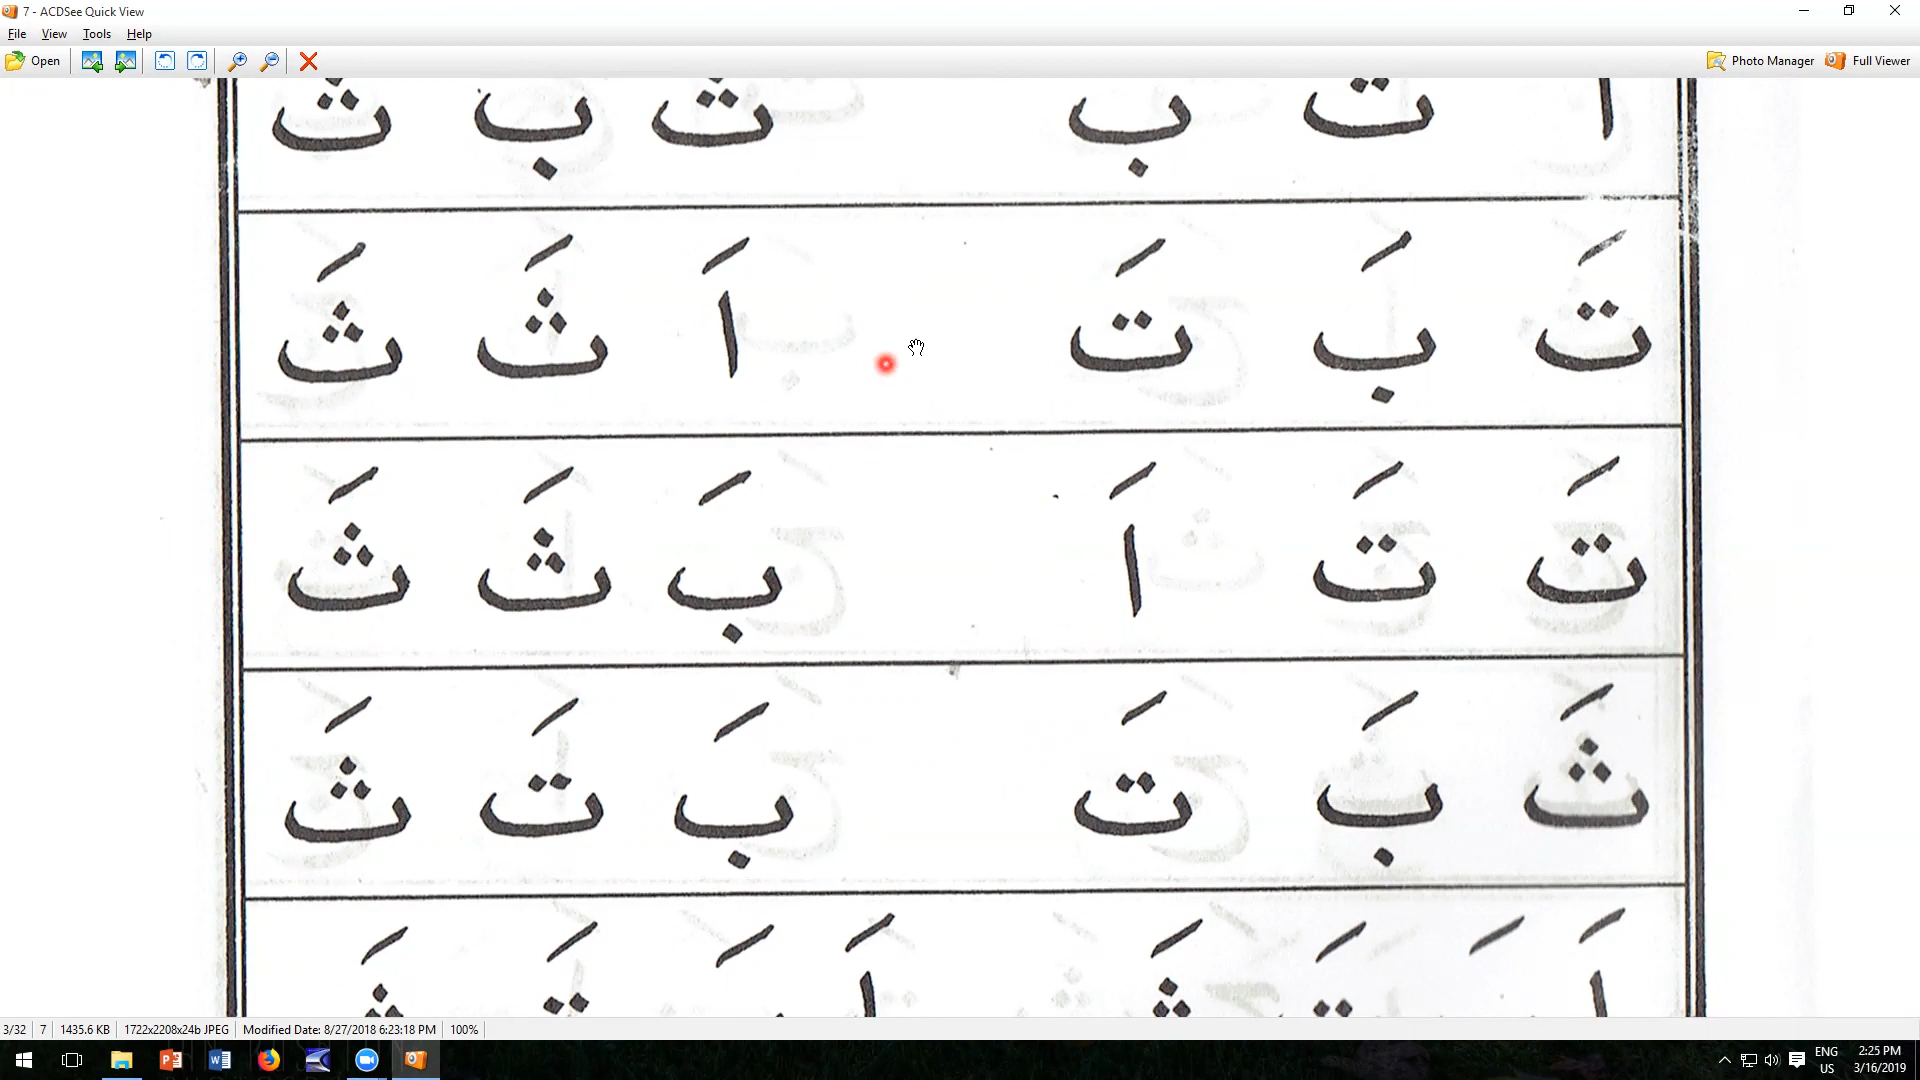 7 - ACDSee Quick View
File View Tools Help
Open Photo Manager Full Viewer
اَ تَ بَ تَ بَ ثَ
تَ بَ تَ اَ ثَ ثَ
تَ تَ اَ بَ ثَ ثَ
ثَ بَ تَ بَ تَ ثَ
3/32 7 1435.6 KB 1722x2208x24b JPEG Modified Date: 8/27/2018 6:23:18 PM 100%
ENG 2:25 PM
US 3/16/2019